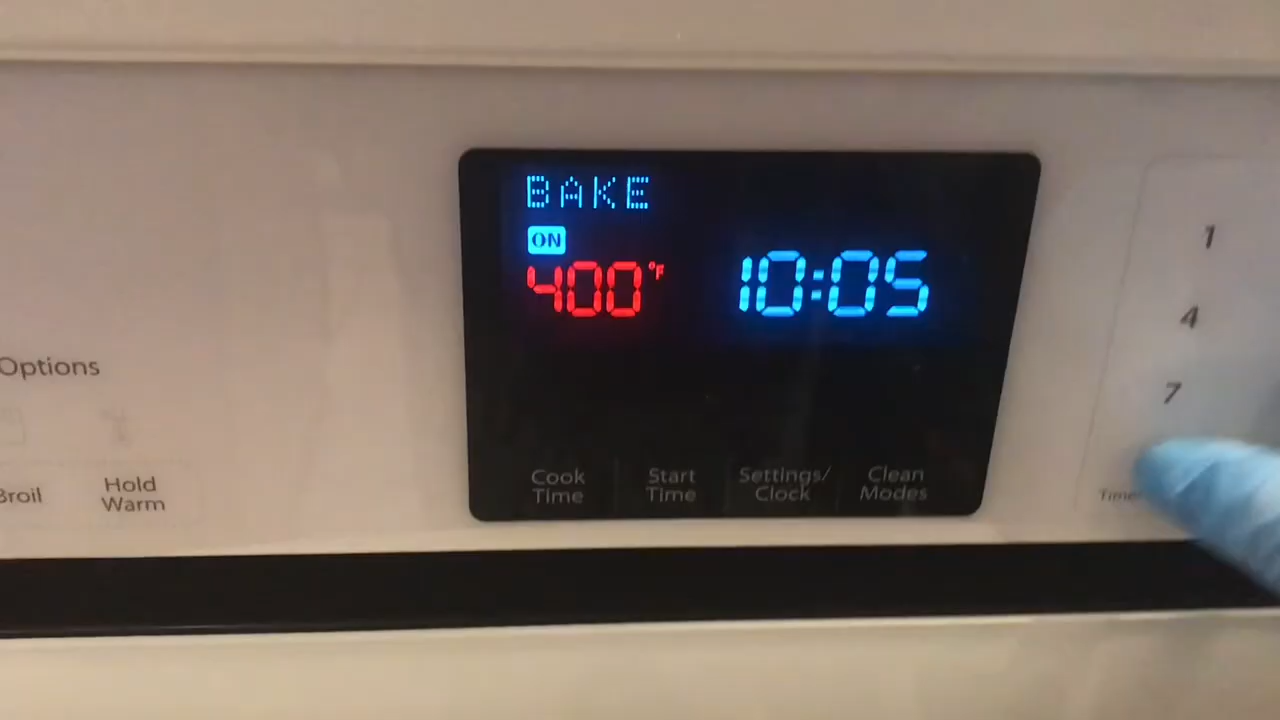 BAKE
ON
400°F
10:05
1
4
7
Options
Broil
Hold
Warm
Cook
Time
Start
Time
Settings/
Clock
Clean
Modes